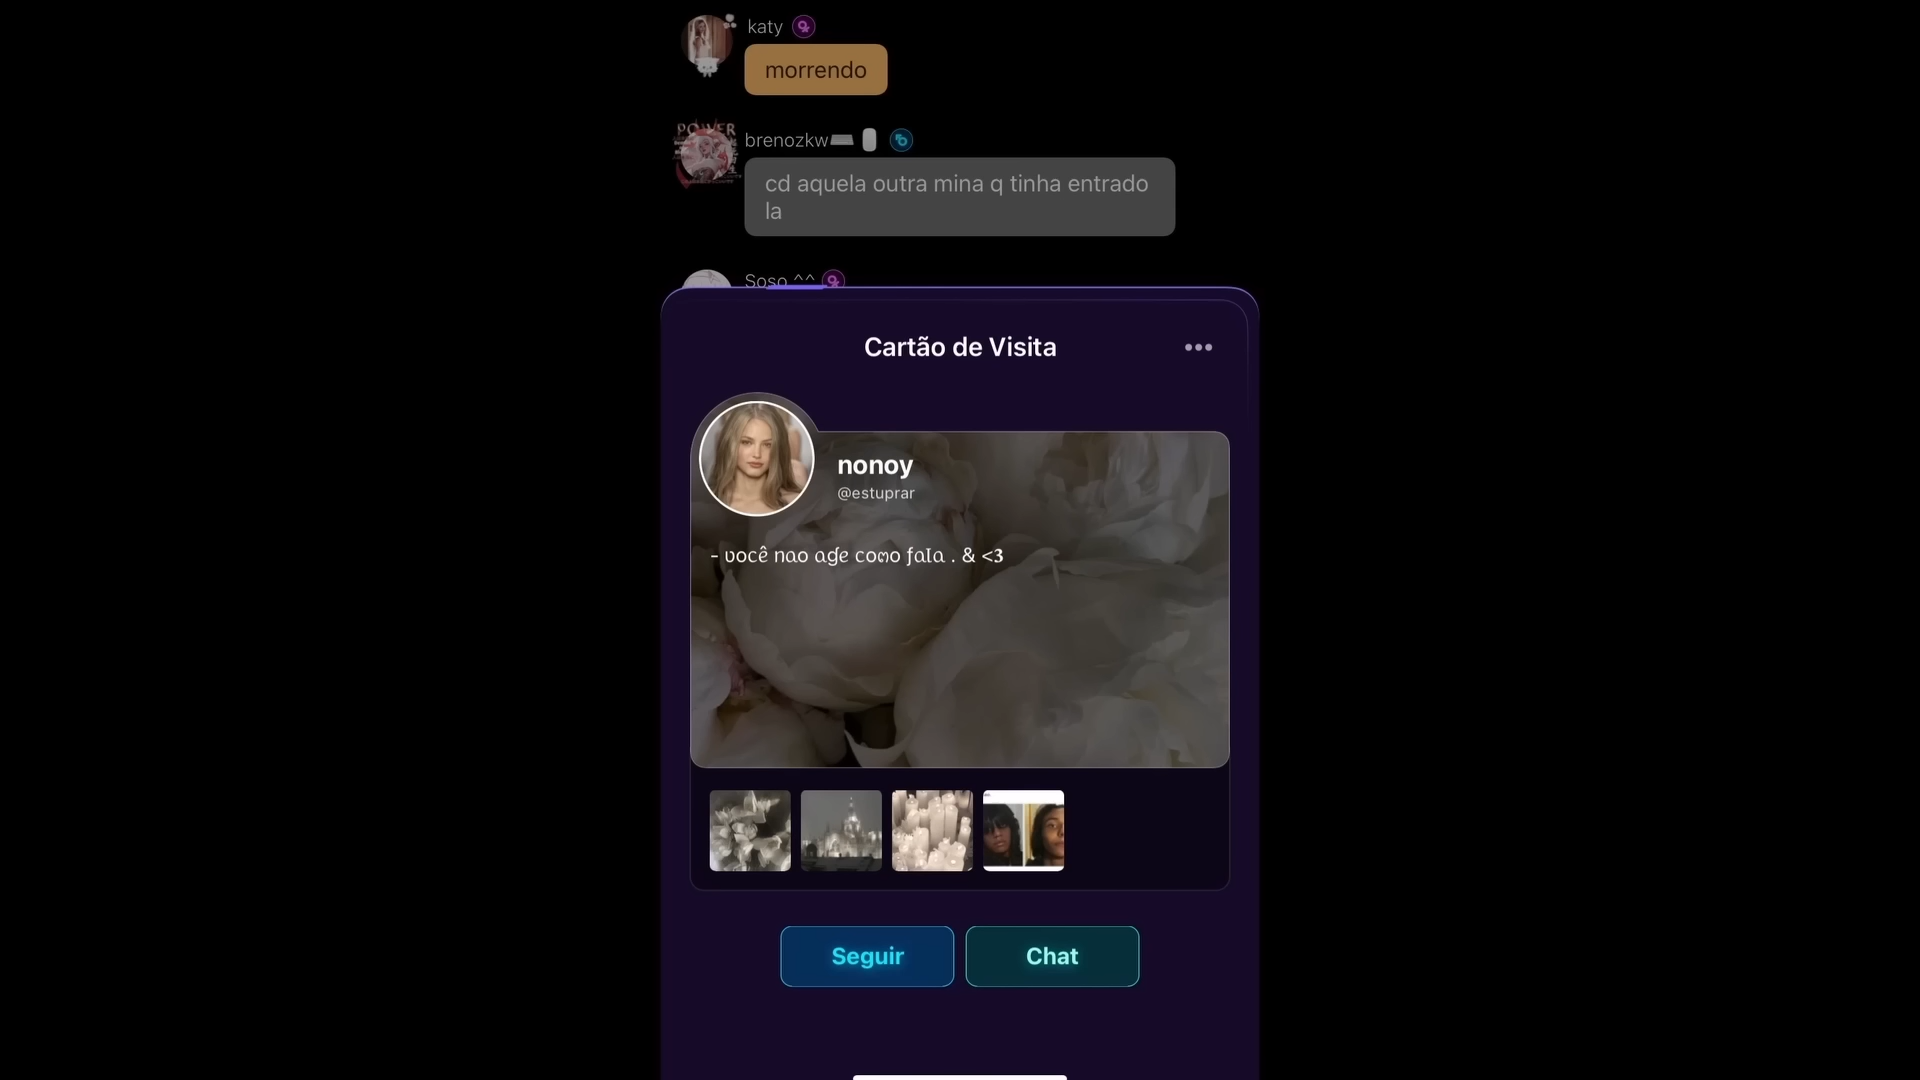 katy
morrendo
POWER
brenozkw
cd aquela outra mina q tinha entrado
la
Soso ^^
Cartão de Visita
nonoy
@estuprar
- você nao age como fala . & <3
Seguir
Chat